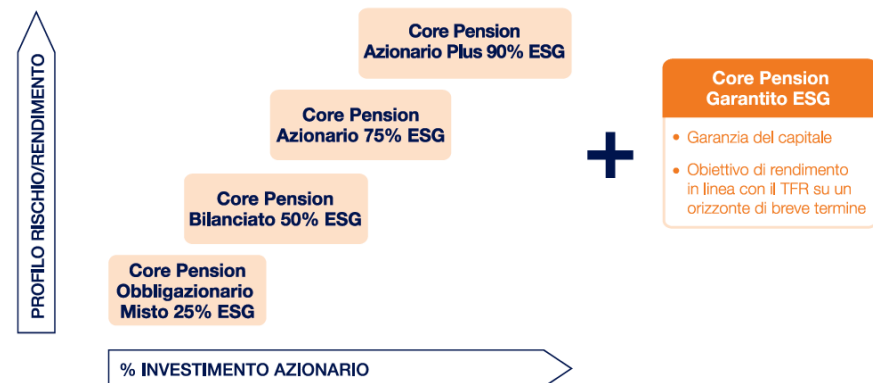 PROFILO RISCHIO/RENDIMENTO
Core Pension
Azionario Plus 90% ESG
Core Pension
Azionario 75% ESG
Core Pension
Bilanciato 50% ESG
Core Pension
Obbligazionario
Misto 25% ESG
% INVESTIMENTO AZIONARIO
+
Core Pension
Garantito ESG
• Garanzia del capitale
• Obiettivo di rendimento
in linea con il TFR su un
orizzonte di breve termine